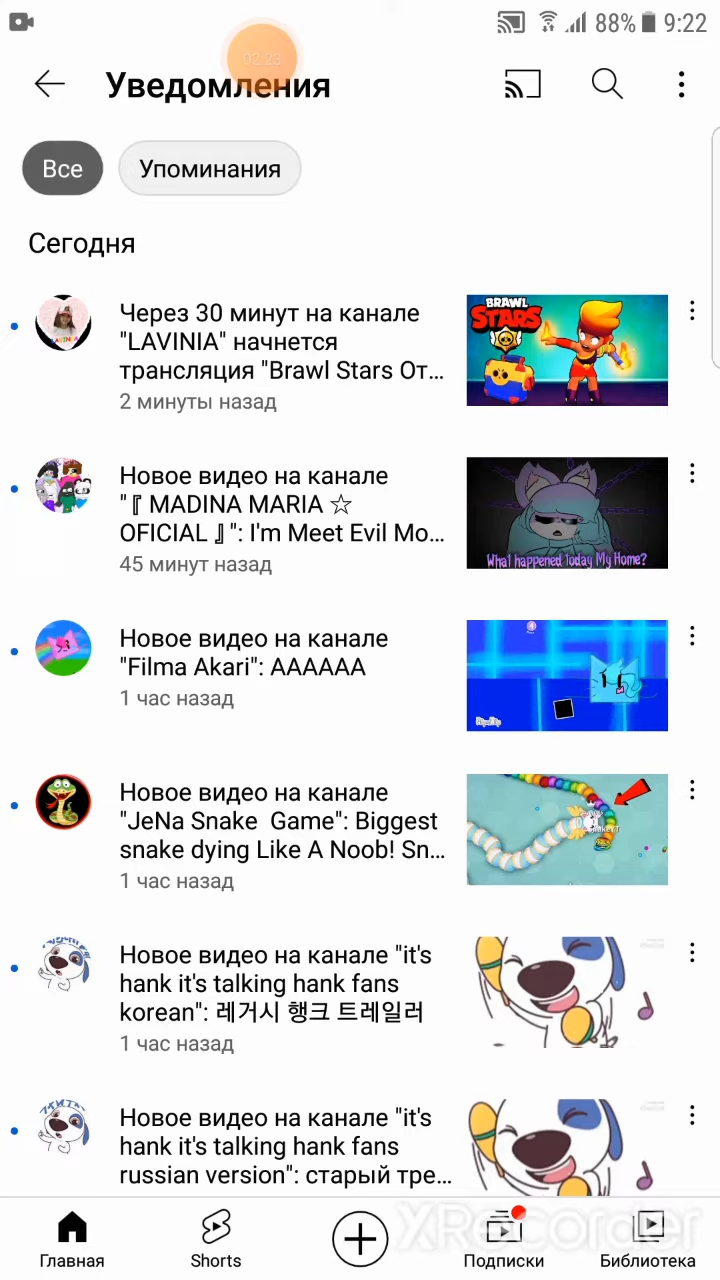 88% 9:22
02:23
Уведомления
Все Упоминания
Сегодня
Через 30 минут на канале
"LAVINIA" начнется
трансляция "Brawl Stars От...
2 минуты назад
BRAWL
STARS
LAVINIA
Новое видео на канале
"『 MADINA MARIA ☆
OFICIAL 』": I'm Meet Evil Mo...
45 минут назад
What happened Today My Home?
Новое видео на канале
"Filma Akari": AAAAAA
1 час назад
4
FlipaClip
Новое видео на канале
"JeNa Snake Game": Biggest
snake dying Like A Noob! Sn...
1 час назад
Новое видео на канале "it's
hank it's talking hank fans
korean": 레거시 행크 트레일러
1 час назад
Новое видео на канале "it's
hank it's talking hank fans
russian version": старый тре...
XRecorder
Главная Shorts Подписки Библиотека